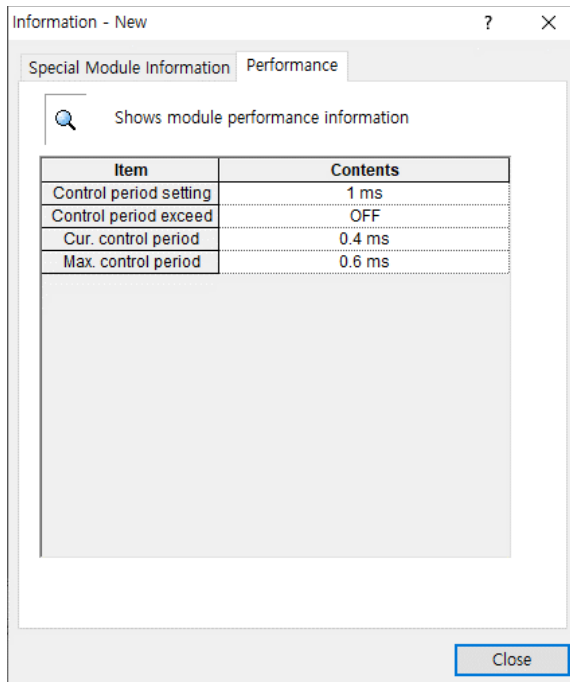 Information - New
Special Module Information Performance
Shows module performance information
Item Contents
Control period setting 1 ms
Control period exceed OFF
Cur. control period 0.4 ms
Max. control period 0.6 ms
Close